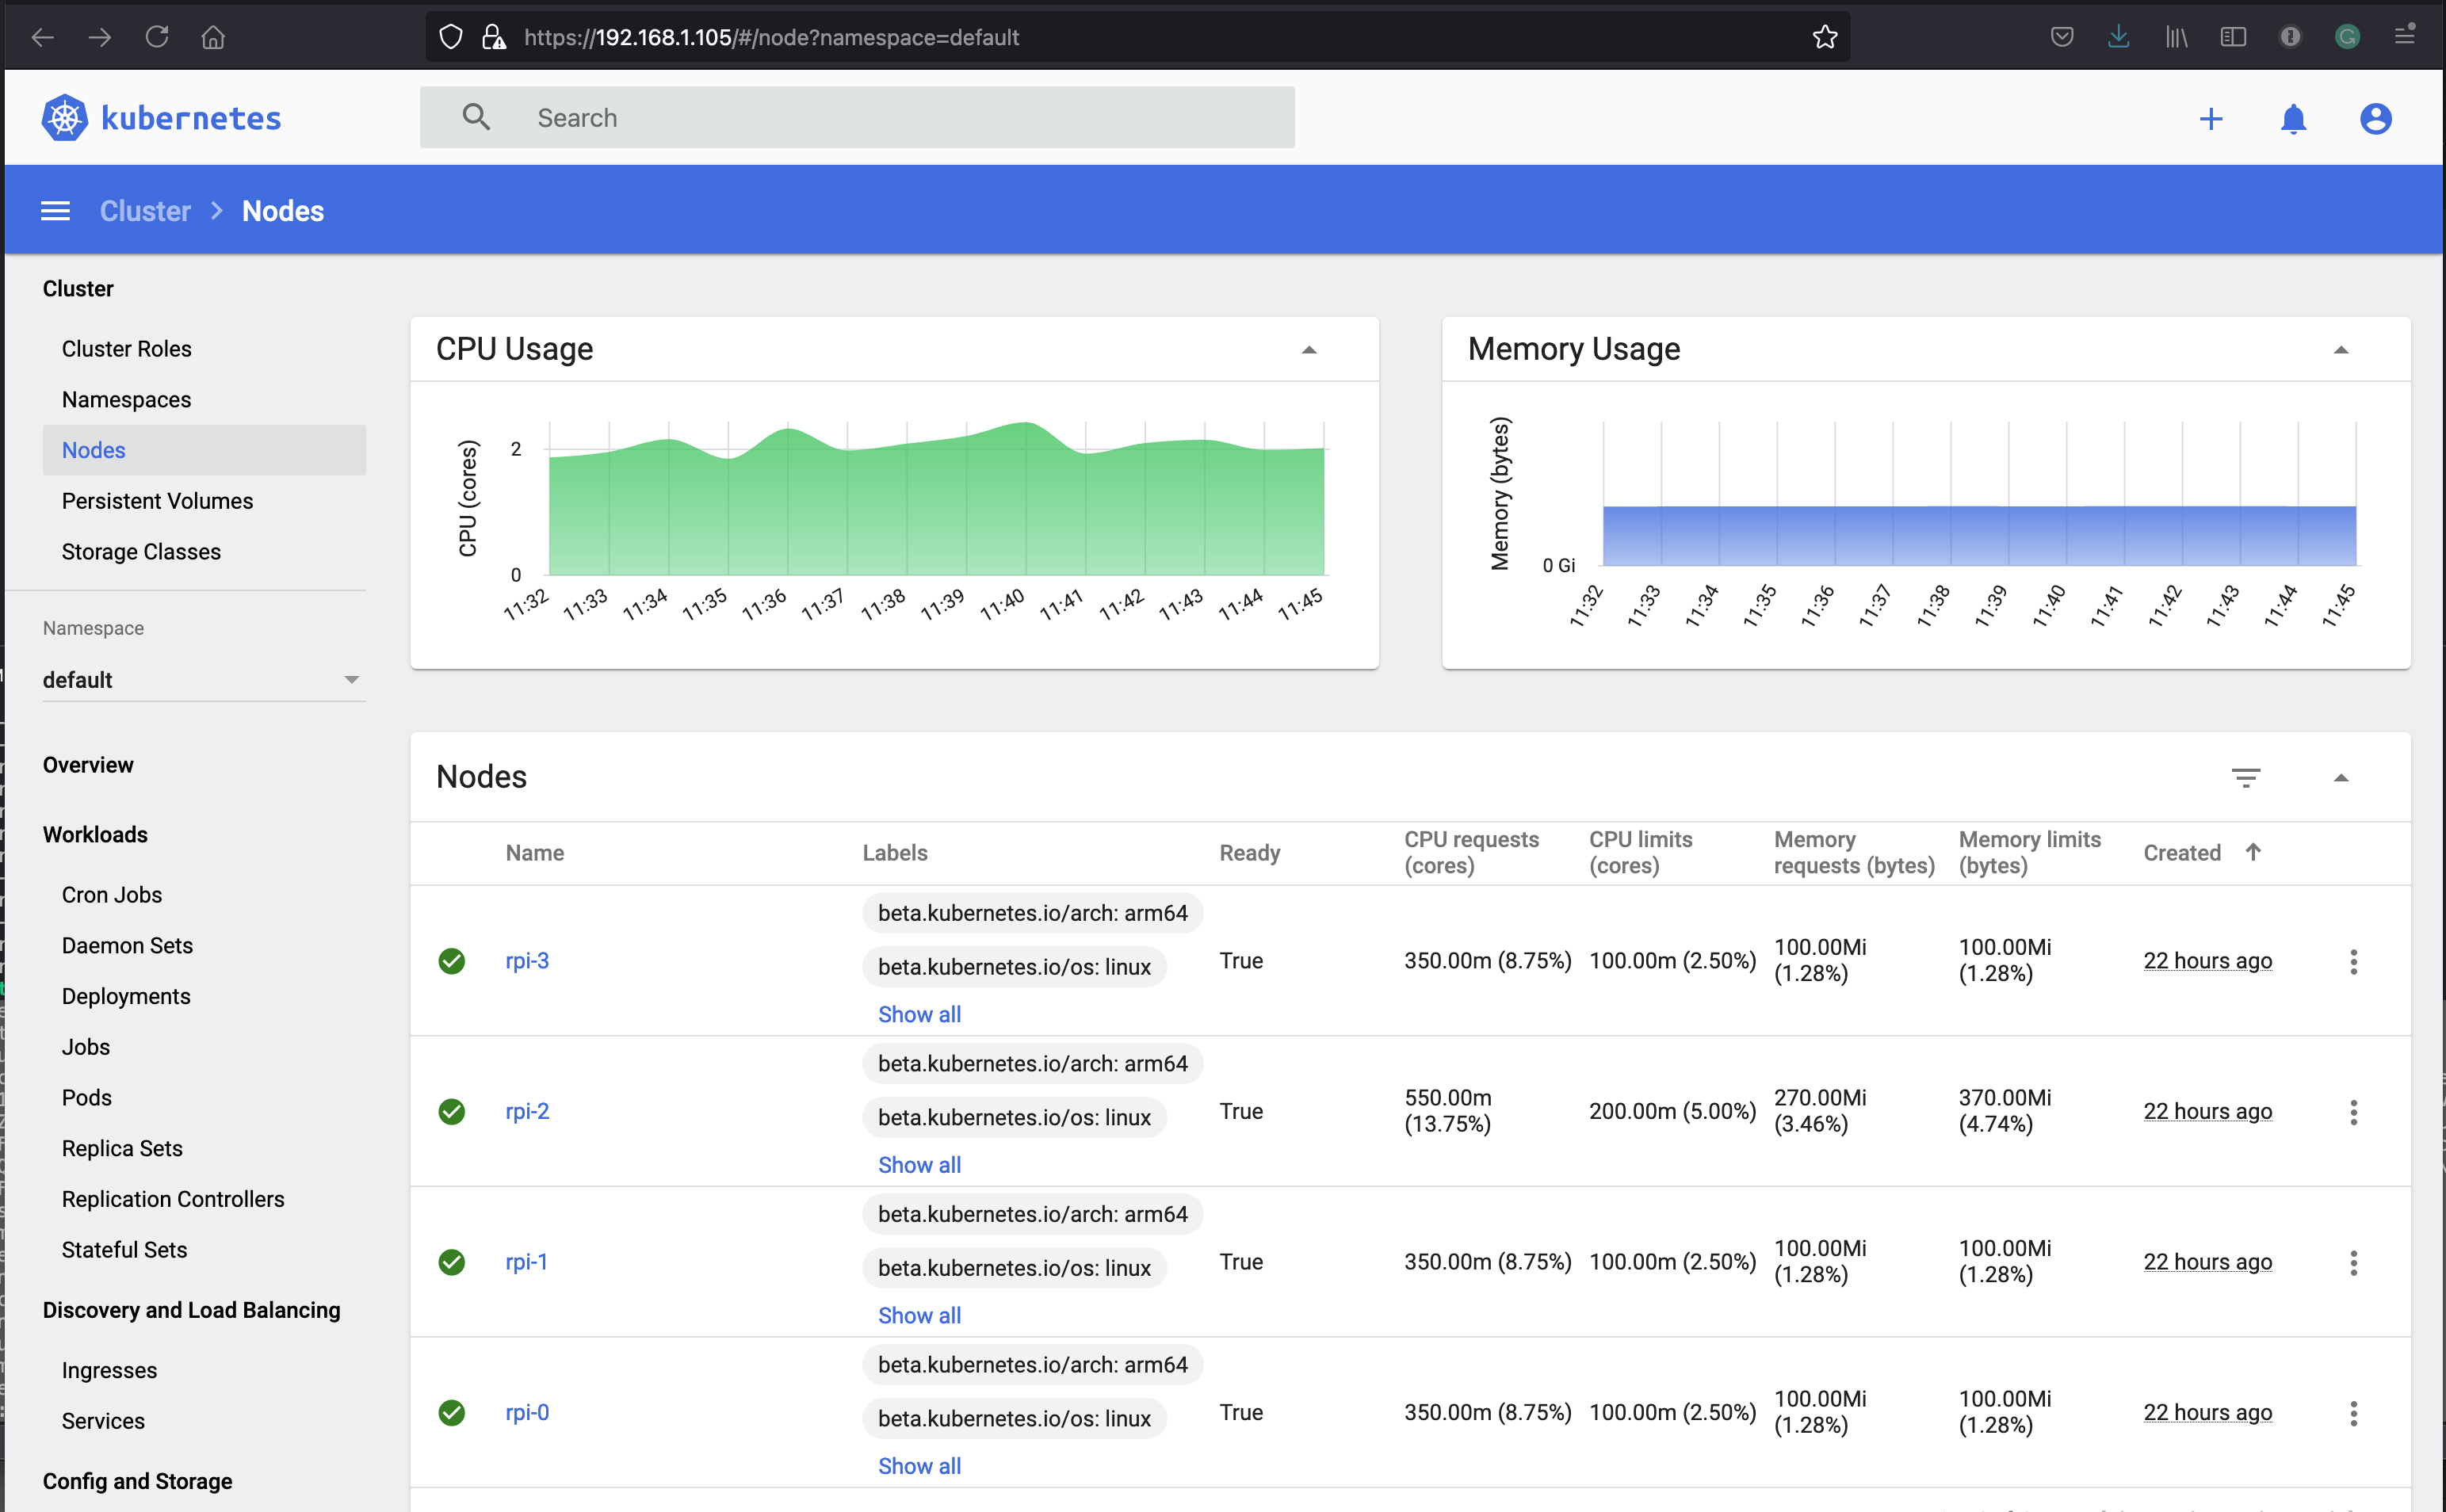 https://192.168.1.105/#/node?namespace=default
kubernetes
Search
Cluster > Nodes
Cluster
Cluster Roles
Namespaces
Nodes
Persistent Volumes
Storage Classes
Namespace
default
Overview
Workloads
Cron Jobs
Daemon Sets
Deployments
Jobs
Pods
Replica Sets
Replication Controllers
Stateful Sets
Discovery and Load Balancing
Ingresses
Services
Config and Storage
CPU Usage
CPU (cores)
2
0
11:32 11:33 11:34 11:35 11:36 11:37 11:38 11:39 11:40 11:41 11:42 11:43 11:44 11:45
Memory Usage
Memory (bytes)
0 Gi
11:32 11:33 11:34 11:35 11:36 11:37 11:38 11:39 11:40 11:41 11:42 11:43 11:44 11:45
Nodes
Name
Labels
Ready
CPU requests
(cores)
CPU limits
(cores)
Memory
requests (bytes)
Memory limits
(bytes)
Created
rpi-3
beta.kubernetes.io/arch: arm64
beta.kubernetes.io/os: linux
Show all
True
350.00m (8.75%)
100.00m (2.50%)
100.00Mi
(1.28%)
100.00Mi
(1.28%)
22 hours ago
rpi-2
beta.kubernetes.io/arch: arm64
beta.kubernetes.io/os: linux
Show all
True
550.00m
(13.75%)
200.00m (5.00%)
270.00Mi
(3.46%)
370.00Mi
(4.74%)
22 hours ago
rpi-1
beta.kubernetes.io/arch: arm64
beta.kubernetes.io/os: linux
Show all
True
350.00m (8.75%)
100.00m (2.50%)
100.00Mi
(1.28%)
100.00Mi
(1.28%)
22 hours ago
rpi-0
beta.kubernetes.io/arch: arm64
beta.kubernetes.io/os: linux
Show all
True
350.00m (8.75%)
100.00m (2.50%)
100.00Mi
(1.28%)
100.00Mi
(1.28%)
22 hours ago